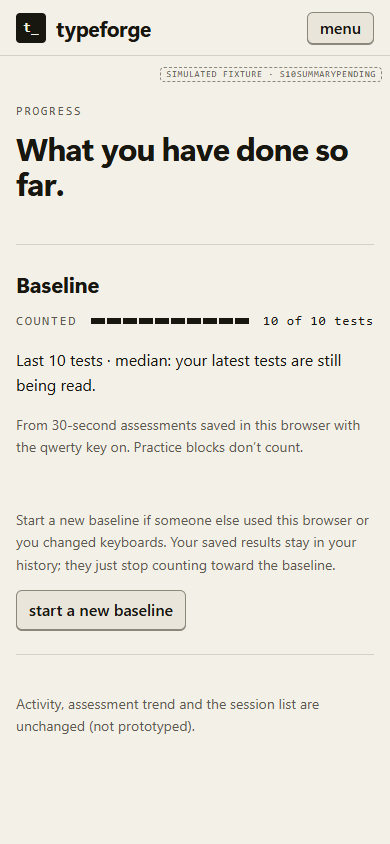 t_ typeforge menu
SIMULATED FIXTURE · S10SUMMARYPENDING
PROGRESS
What you have done so
far.
Baseline
COUNTED 10 of 10 tests
Last 10 tests · median: your latest tests are still
being read.
From 30-second assessments saved in this browser with
the qwerty key on. Practice blocks don’t count.
Start a new baseline if someone else used this browser or
you changed keyboards. Your saved results stay in your
history; they just stop counting toward the baseline.
start a new baseline
Activity, assessment trend and the session list are
unchanged (not prototyped).